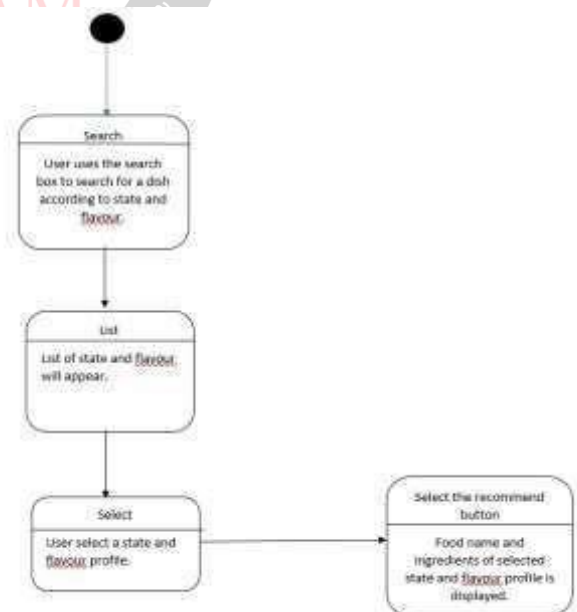 Search
User uses the search
box to search for a dish
according to state and
flavour.
List
List of state and flavour
will appear.
Select
User select a state and
flavour profile.
Select the recommend
button
Food name and
ingredients of selected
state and flavour profile is
displayed.